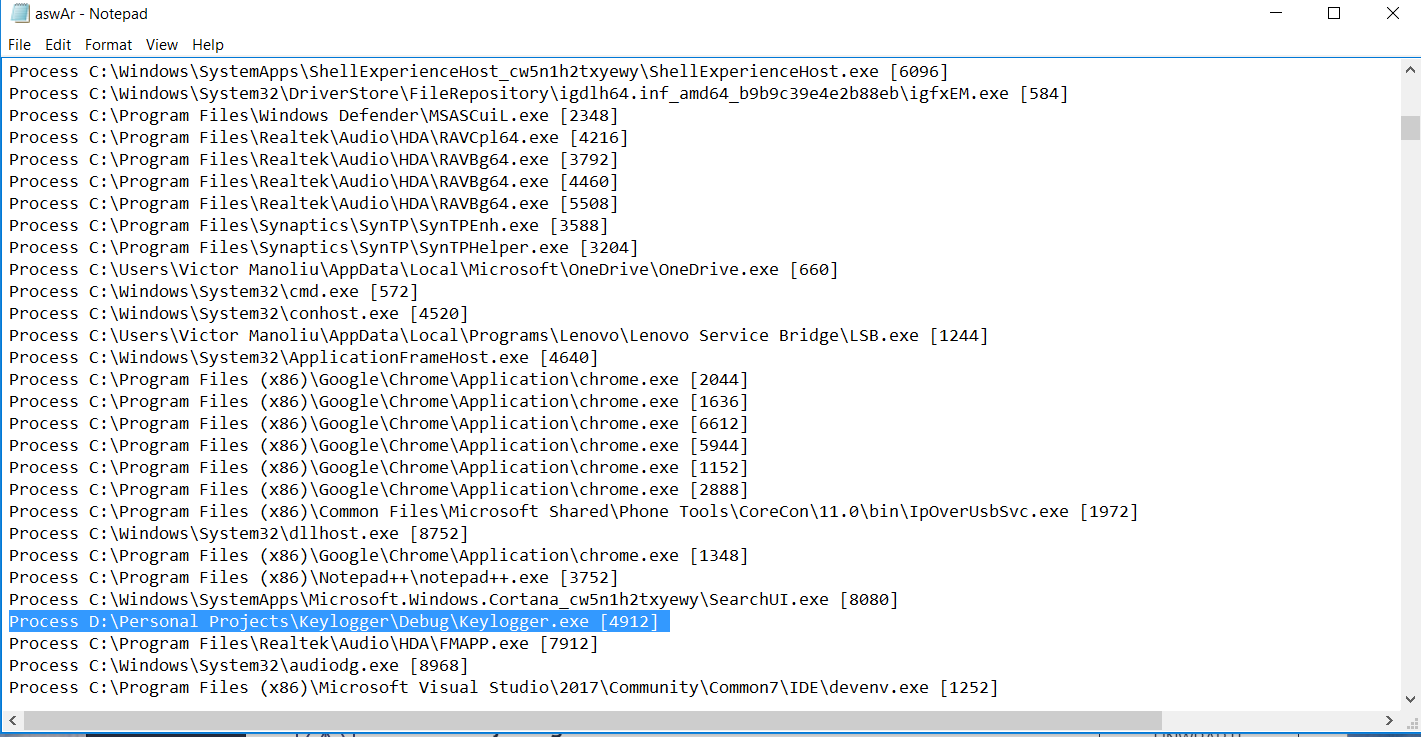 aswAr - Notepad
File Edit Format View Help
Process C:\Windows\SystemApps\ShellExperienceHost_cw5n1h2txyewy\ShellExperienceHost.exe [6096]
Process C:\Windows\System32\DriverStore\FileRepository\igdlh64.inf_amd64_b9b9c39e4e2b88eb\igfxEM.exe [584]
Process C:\Program Files\Windows Defender\MSASCuiL.exe [2348]
Process C:\Program Files\Realtek\Audio\HDA\RAVCpl64.exe [4216]
Process C:\Program Files\Realtek\Audio\HDA\RAVBg64.exe [3792]
Process C:\Program Files\Realtek\Audio\HDA\RAVBg64.exe [4460]
Process C:\Program Files\Realtek\Audio\HDA\RAVBg64.exe [5508]
Process C:\Program Files\Synaptics\SynTP\SynTPEnh.exe [3588]
Process C:\Program Files\Synaptics\SynTP\SynTPHelper.exe [3204]
Process C:\Users\Victor Manoliu\AppData\Local\Microsoft\OneDrive\OneDrive.exe [660]
Process C:\Windows\System32\cmd.exe [572]
Process C:\Windows\System32\conhost.exe [4520]
Process C:\Users\Victor Manoliu\AppData\Local\Programs\Lenovo\Lenovo Service Bridge\LSB.exe [1244]
Process C:\Windows\System32\ApplicationFrameHost.exe [4640]
Process C:\Program Files (x86)\Google\Chrome\Application\chrome.exe [2044]
Process C:\Program Files (x86)\Google\Chrome\Application\chrome.exe [1636]
Process C:\Program Files (x86)\Google\Chrome\Application\chrome.exe [6612]
Process C:\Program Files (x86)\Google\Chrome\Application\chrome.exe [5944]
Process C:\Program Files (x86)\Google\Chrome\Application\chrome.exe [1152]
Process C:\Program Files (x86)\Google\Chrome\Application\chrome.exe [2888]
Process C:\Program Files (x86)\Common Files\Microsoft Shared\Phone Tools\CoreCon\11.0\bin\IpOverUsbSvc.exe [1972]
Process C:\Windows\System32\dllhost.exe [8752]
Process C:\Program Files (x86)\Google\Chrome\Application\chrome.exe [1348]
Process C:\Program Files (x86)\Notepad++\notepad++.exe [3752]
Process C:\Windows\SystemApps\Microsoft.Windows.Cortana_cw5n1h2txyewy\SearchUI.exe [8080]
Process D:\Personal Projects\Keylogger\Debug\Keylogger.exe [4912]
Process C:\Program Files\Realtek\Audio\HDA\FMAPP.exe [7912]
Process C:\Windows\System32\audiodg.exe [8968]
Process C:\Program Files (x86)\Microsoft Visual Studio\2017\Community\Common7\IDE\devenv.exe [1252]